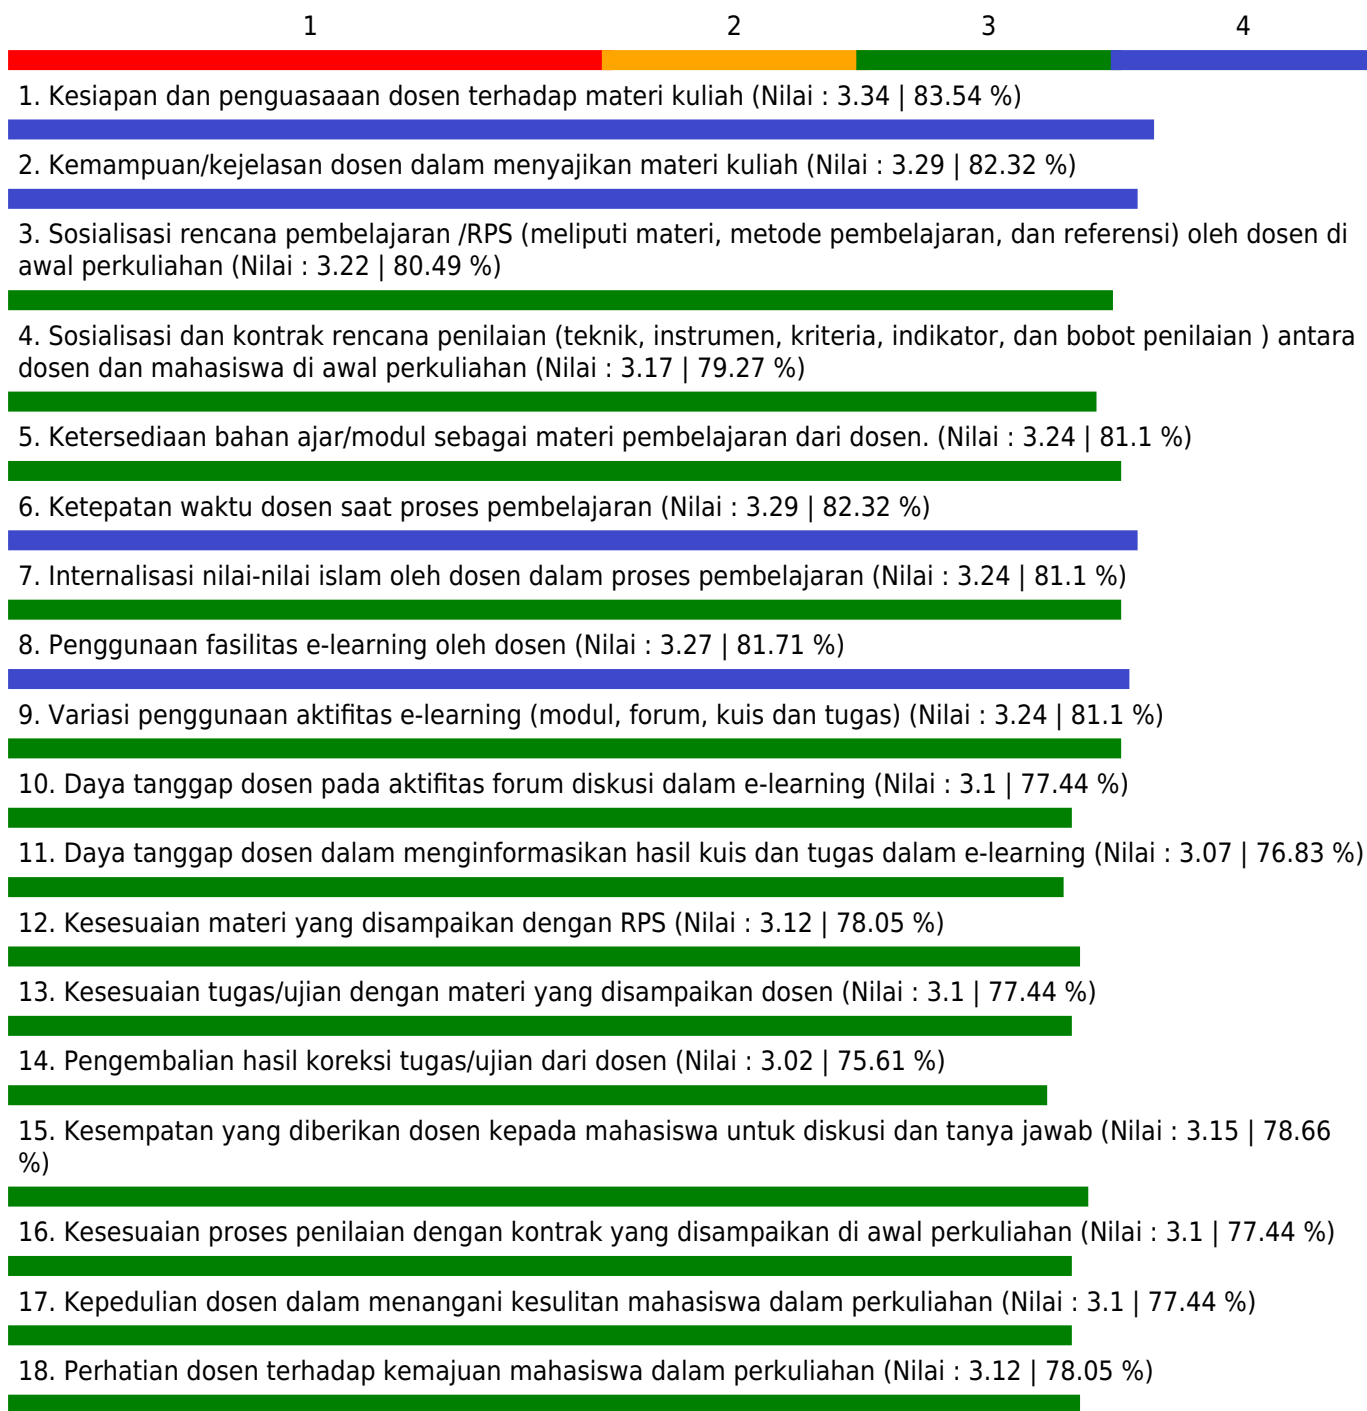 1 2 3 4
1. Kesiapan dan penguasaaan dosen terhadap materi kuliah (Nilai : 3.34 | 83.54 %)
2. Kemampuan/kejelasan dosen dalam menyajikan materi kuliah (Nilai : 3.29 | 82.32 %)
3. Sosialisasi rencana pembelajaran /RPS (meliputi materi, metode pembelajaran, dan referensi) oleh dosen di
awal perkuliahan (Nilai : 3.22 | 80.49 %)
4. Sosialisasi dan kontrak rencana penilaian (teknik, instrumen, kriteria, indikator, dan bobot penilaian ) antara
dosen dan mahasiswa di awal perkuliahan (Nilai : 3.17 | 79.27 %)
5. Ketersediaan bahan ajar/modul sebagai materi pembelajaran dari dosen. (Nilai : 3.24 | 81.1 %)
6. Ketepatan waktu dosen saat proses pembelajaran (Nilai : 3.29 | 82.32 %)
7. Internalisasi nilai-nilai islam oleh dosen dalam proses pembelajaran (Nilai : 3.24 | 81.1 %)
8. Penggunaan fasilitas e-learning oleh dosen (Nilai : 3.27 | 81.71 %)
9. Variasi penggunaan aktifitas e-learning (modul, forum, kuis dan tugas) (Nilai : 3.24 | 81.1 %)
10. Daya tanggap dosen pada aktifitas forum diskusi dalam e-learning (Nilai : 3.1 | 77.44 %)
11. Daya tanggap dosen dalam menginformasikan hasil kuis dan tugas dalam e-learning (Nilai : 3.07 | 76.83 %)
12. Kesesuaian materi yang disampaikan dengan RPS (Nilai : 3.12 | 78.05 %)
13. Kesesuaian tugas/ujian dengan materi yang disampaikan dosen (Nilai : 3.1 | 77.44 %)
14. Pengembalian hasil koreksi tugas/ujian dari dosen (Nilai : 3.02 | 75.61 %)
15. Kesempatan yang diberikan dosen kepada mahasiswa untuk diskusi dan tanya jawab (Nilai : 3.15 | 78.66
%)
16. Kesesuaian proses penilaian dengan kontrak yang disampaikan di awal perkuliahan (Nilai : 3.1 | 77.44 %)
17. Kepedulian dosen dalam menangani kesulitan mahasiswa dalam perkuliahan (Nilai : 3.1 | 77.44 %)
18. Perhatian dosen terhadap kemajuan mahasiswa dalam perkuliahan (Nilai : 3.12 | 78.05 %)